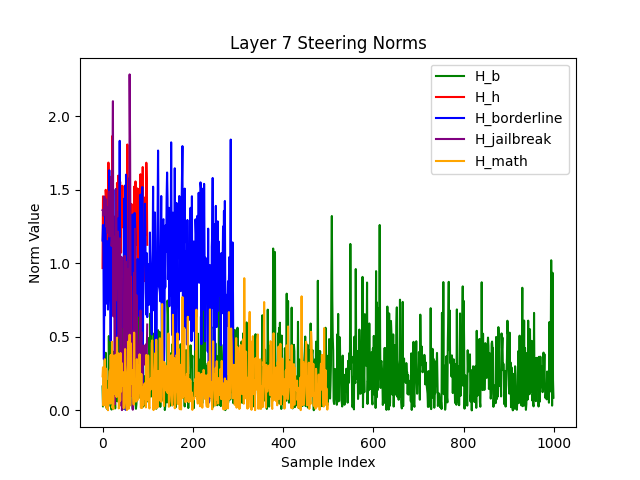 Layer 7 Steering Norms
Norm Value
2.0
1.5
1.0
0.5
0.0
H_b
H_h
H_borderline
H_jailbreak
H_math
0
200
400
600
800
1000
Sample Index